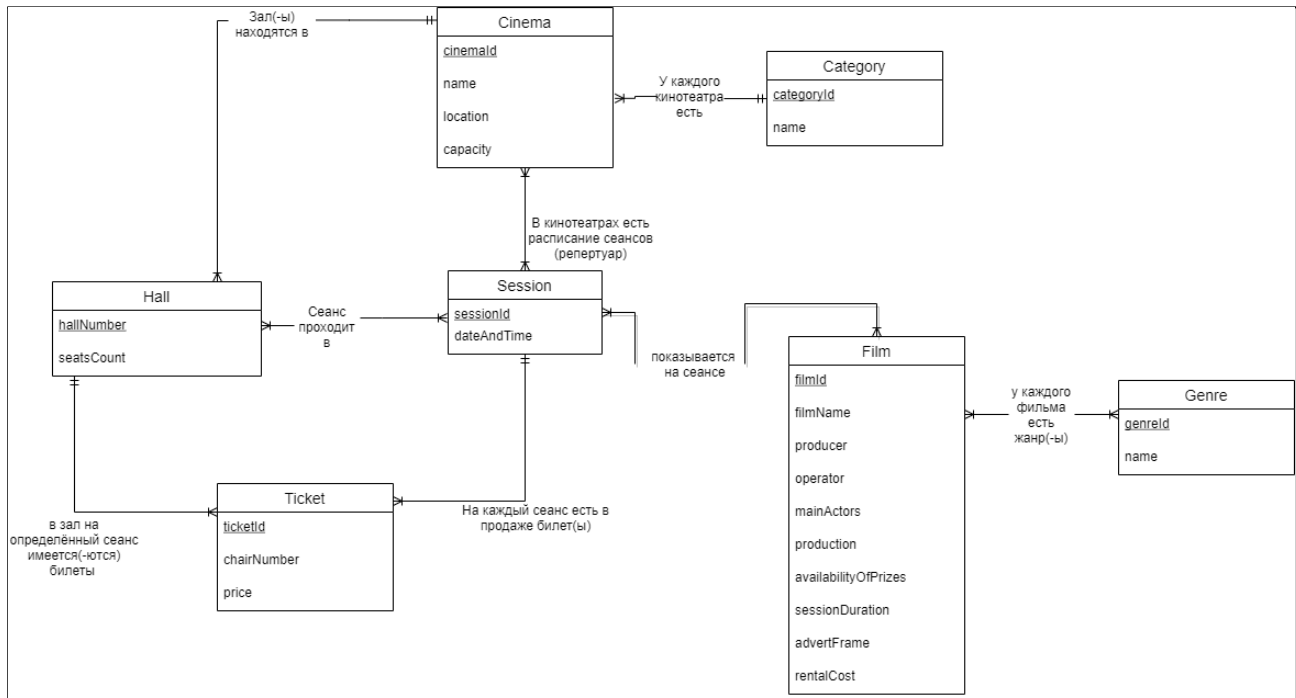 Зал(-ы)
находятся в
Cinema
cinemaId
name
location
capacity
У каждого
кинотеатра
есть
Category
categoryId
name
В кинотеатрах есть
расписание сеансов
(репертуар)
Hall
hallNumber
seatsCount
Сеанс
проходит
в
Session
sessionId
dateAndTime
показывается
на сеансе
Film
filmId
filmName
producer
operator
mainActors
production
availabilityOfPrizes
sessionDuration
advertFrame
rentalCost
у каждого
фильма
есть
жанр(-ы)
Genre
genreId
name
в зал на
определённый сеанс
имеется(-ются)
билеты
Ticket
ticketId
chairNumber
price
На каждый сеанс есть в
продаже билет(ы)